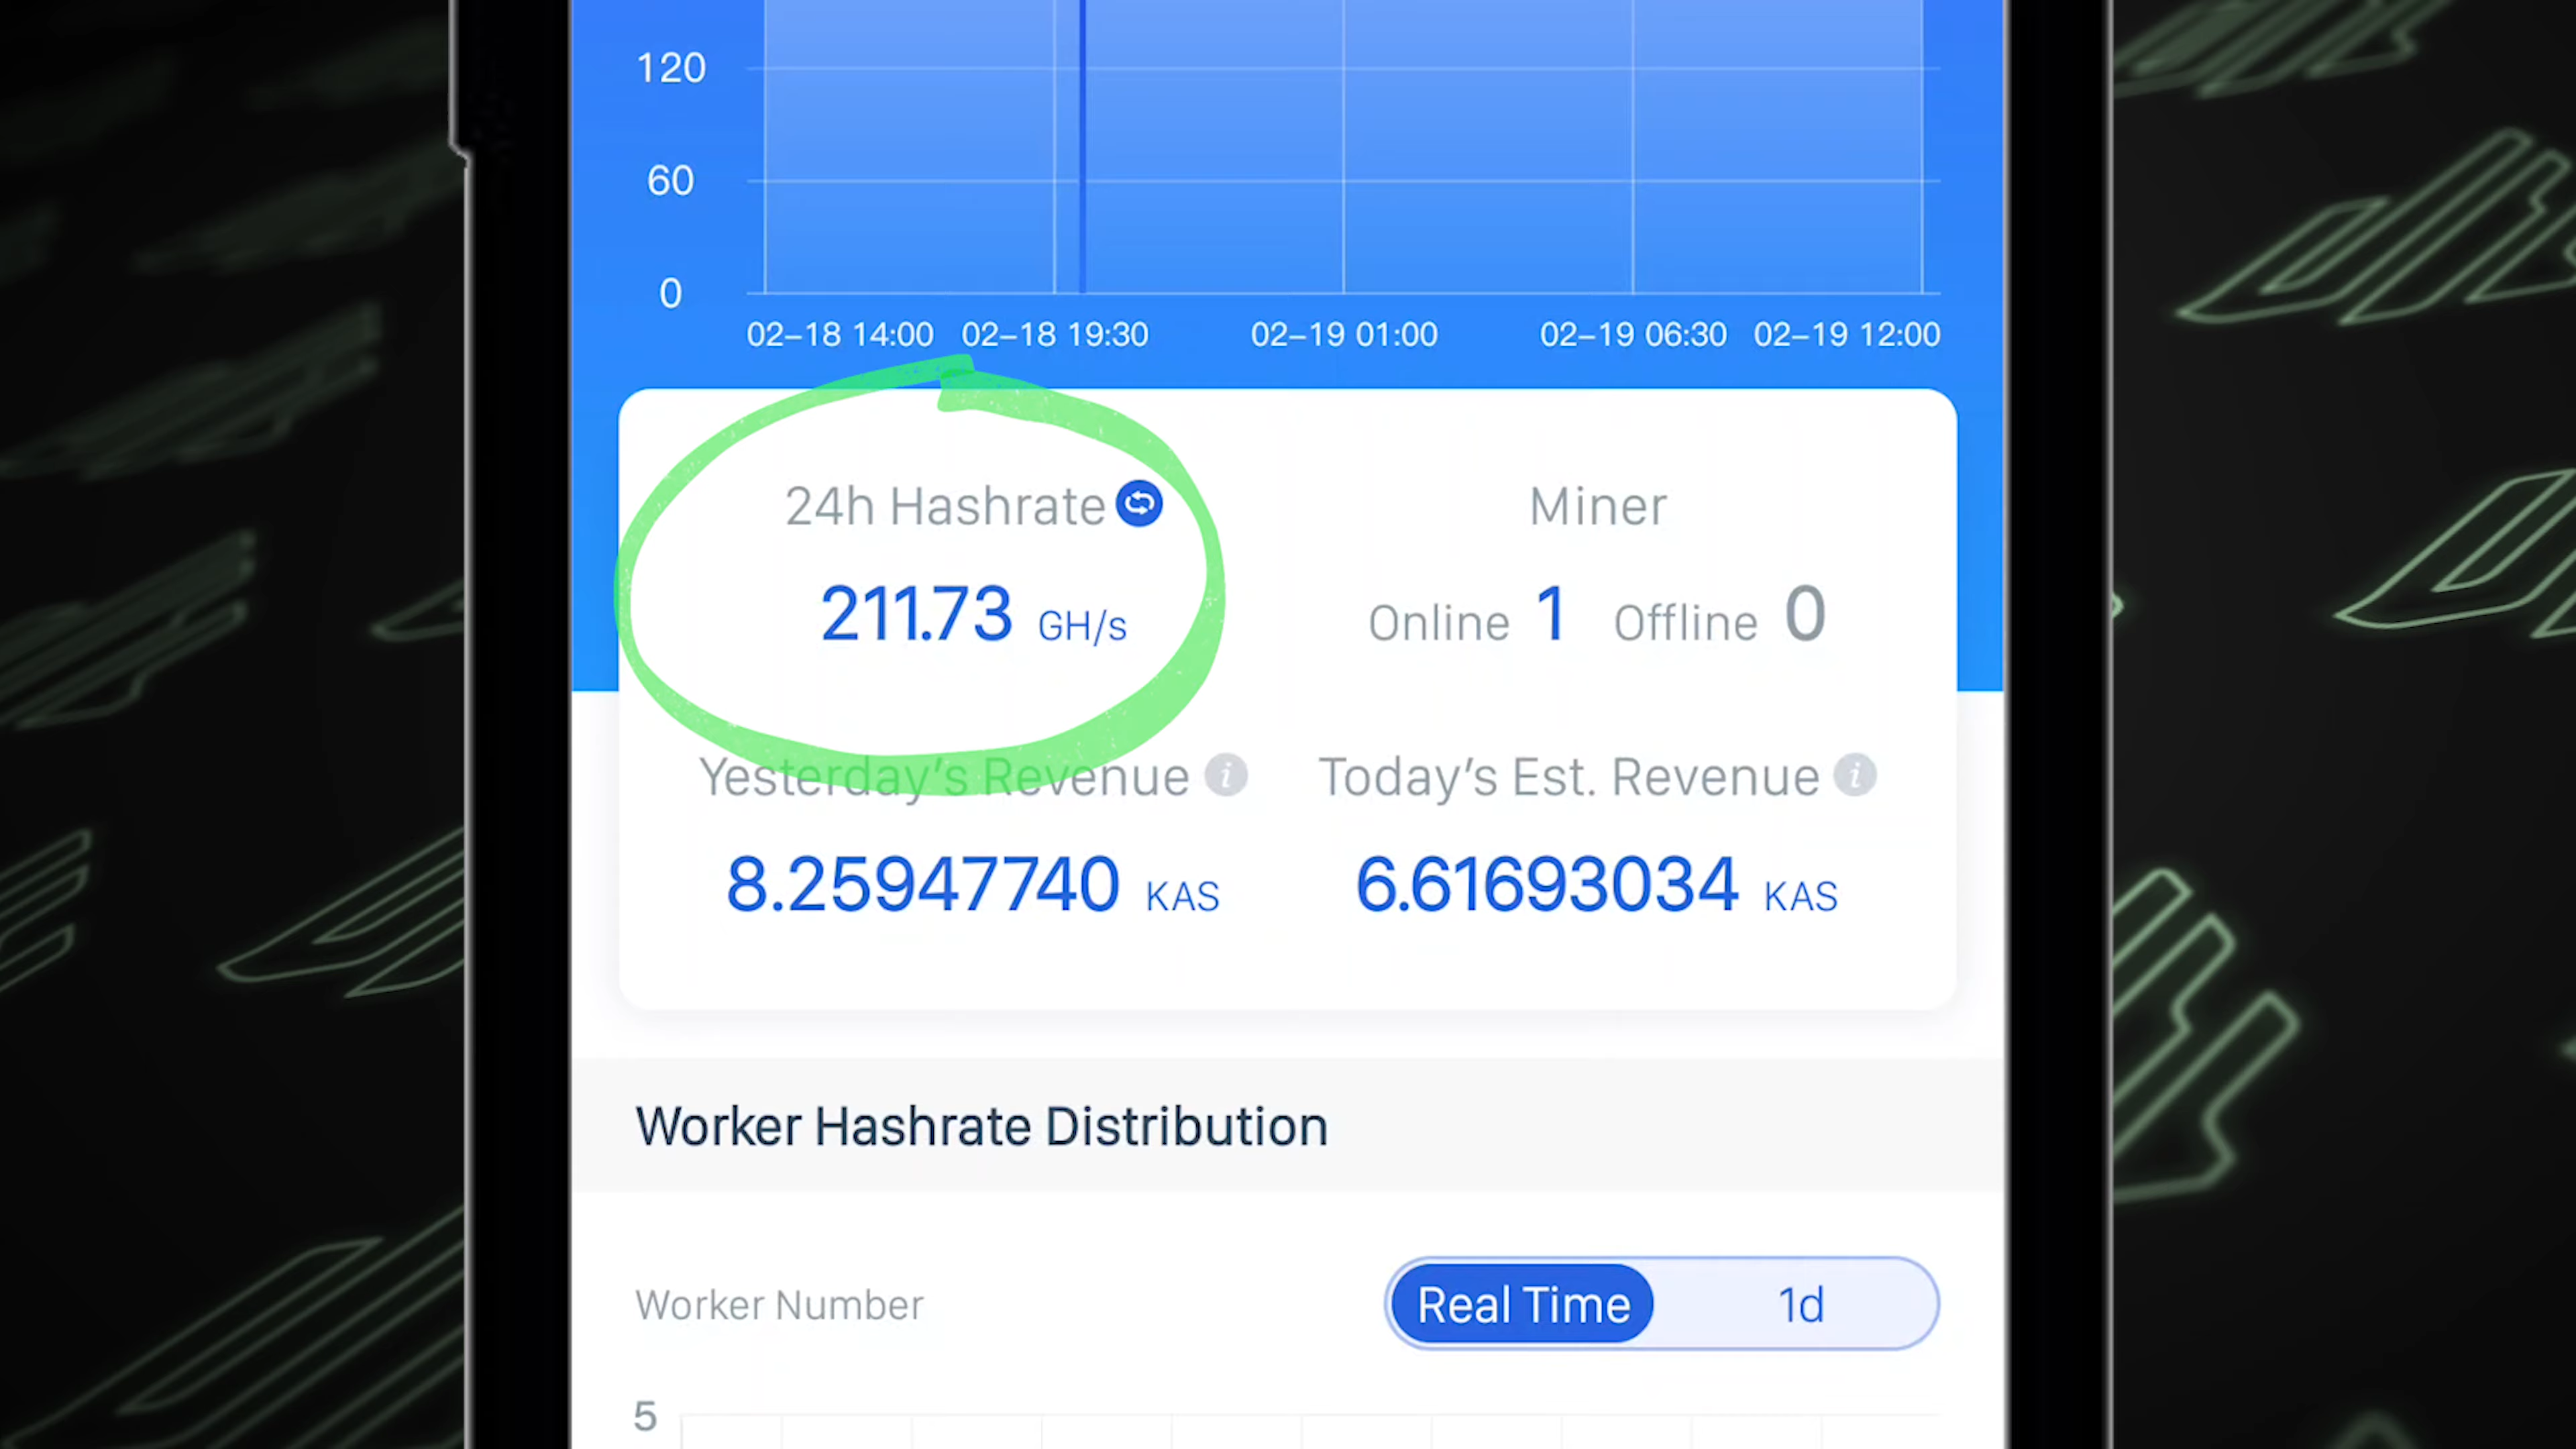 120
60
0
02-18 14:00 02-18 19:30 02-19 01:00 02-19 06:30 02-19 12:00
24h Hashrate
211.73 GH/s
Miner
Online 1 Offline 0
Yesterday's Revenue
8.25947740 KAS
Today's Est. Revenue
6.61693034 KAS
Worker Hashrate Distribution
Worker Number
Real Time 1d
5